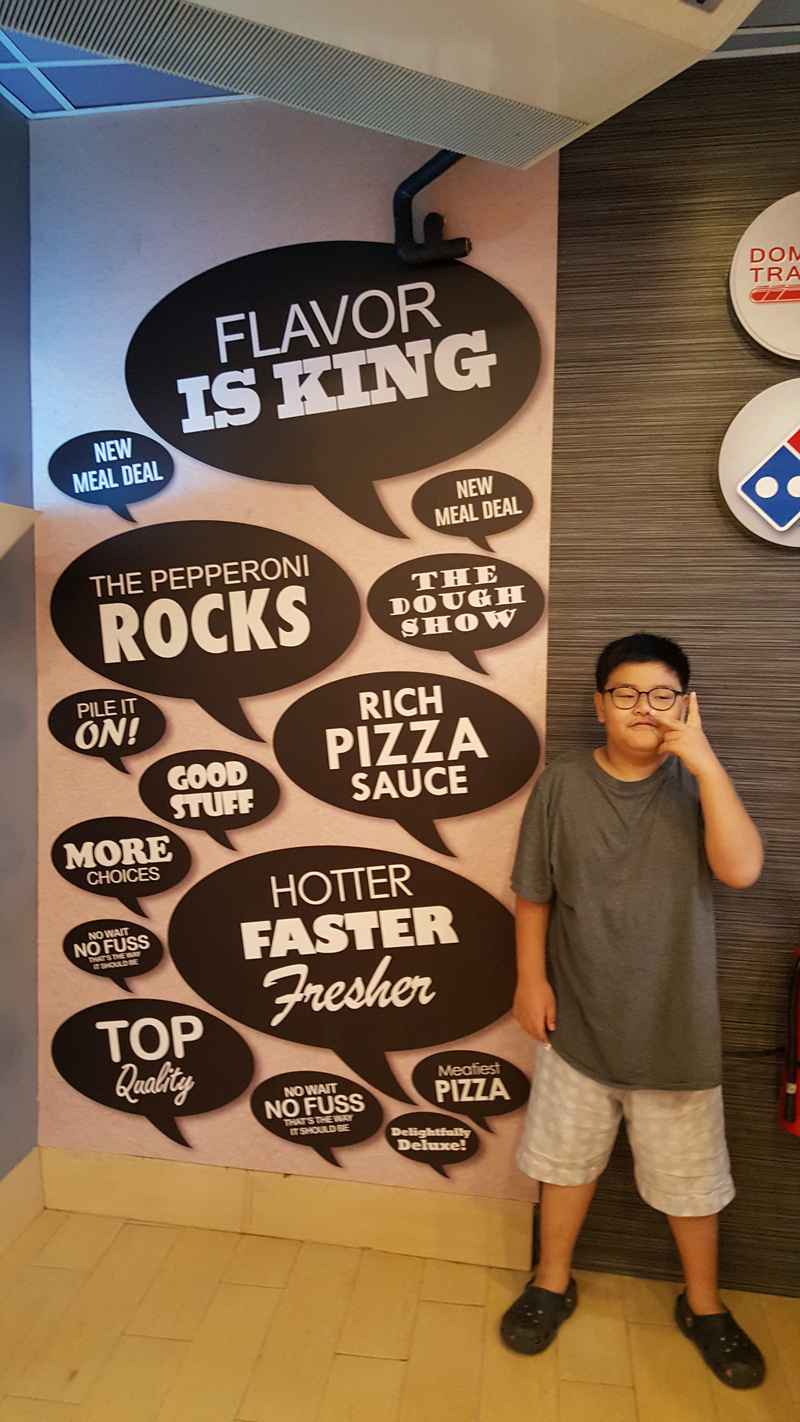 FLAVOR
IS KING
NEW
MEAL DEAL
NEW
MEAL DEAL
THE PEPPERONI
ROCKS
THE
DOUGH
SHOW
PILE IT
ON!
RICH
PIZZA
SAUCE
GOOD
STUFF
MORE
CHOICES
HOTTER
FASTER
Fresher
NO WAIT
NO FUSS
THAT'S THE WAY
IT SHOULD BE
TOP
Quality
NO WAIT
NO FUSS
THAT'S THE WAY
IT SHOULD BE
Meatiest
PIZZA
Delightfully
Deluxe!
DOM
TRA